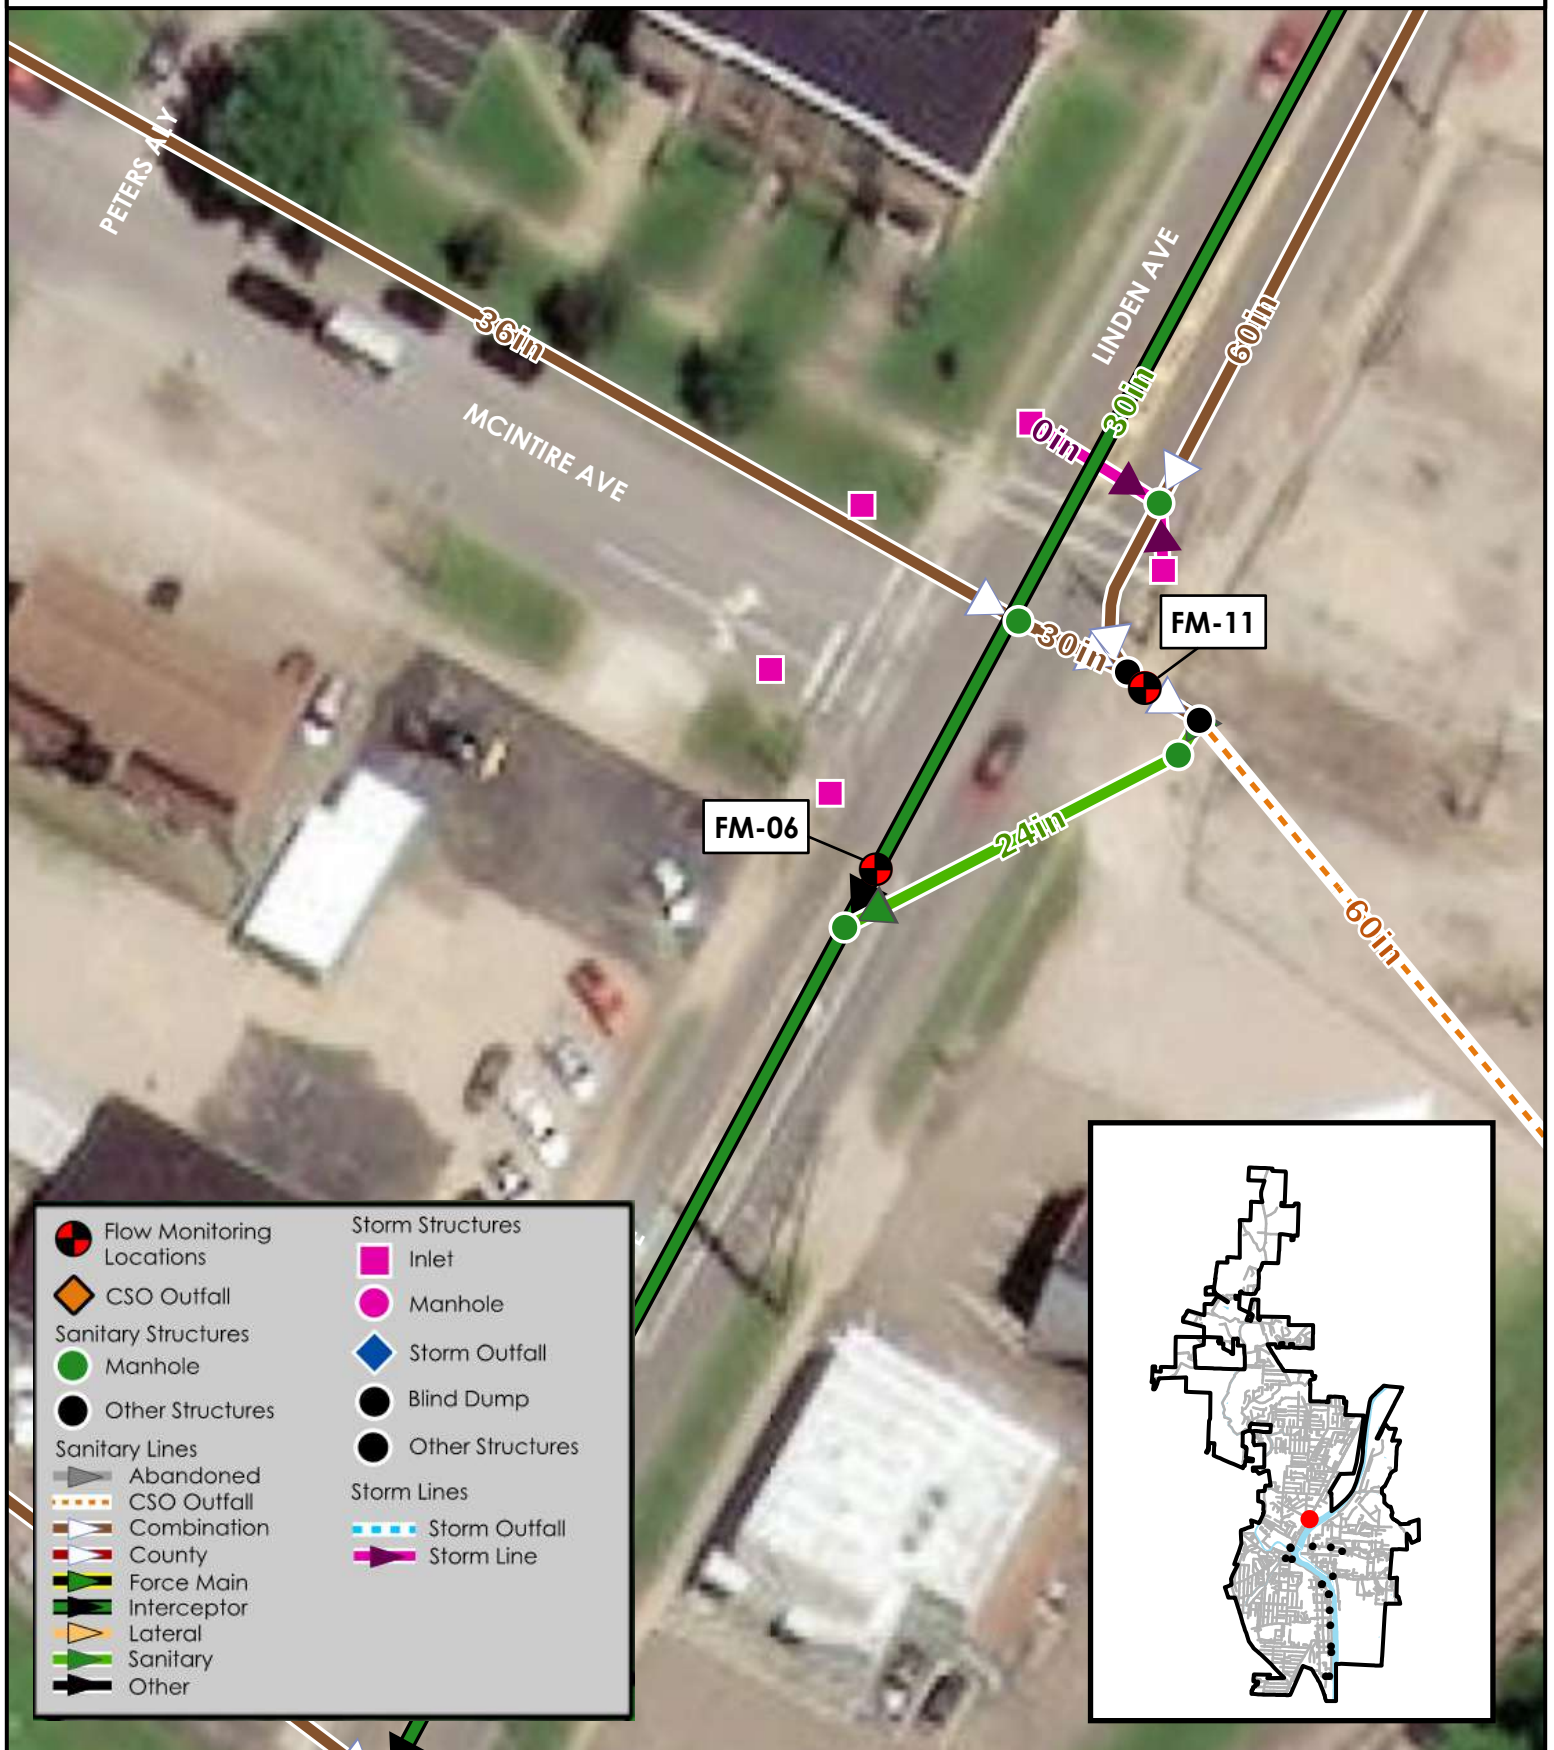 PETERS ALY
36in
MCINTIRE AVE
LINDEN AVE
60in
30in
0in
30in
FM-11
FM-06
24in
60in
Flow Monitoring
Locations
CSO Outfall
Sanitary Structures
Manhole
Other Structures
Sanitary Lines
Abandoned
CSO Outfall
Combination
County
Force Main
Interceptor
Lateral
Sanitary
Other
Storm Structures
Inlet
Manhole
Storm Outfall
Blind Dump
Other Structures
Storm Lines
Storm Outfall
Storm Line